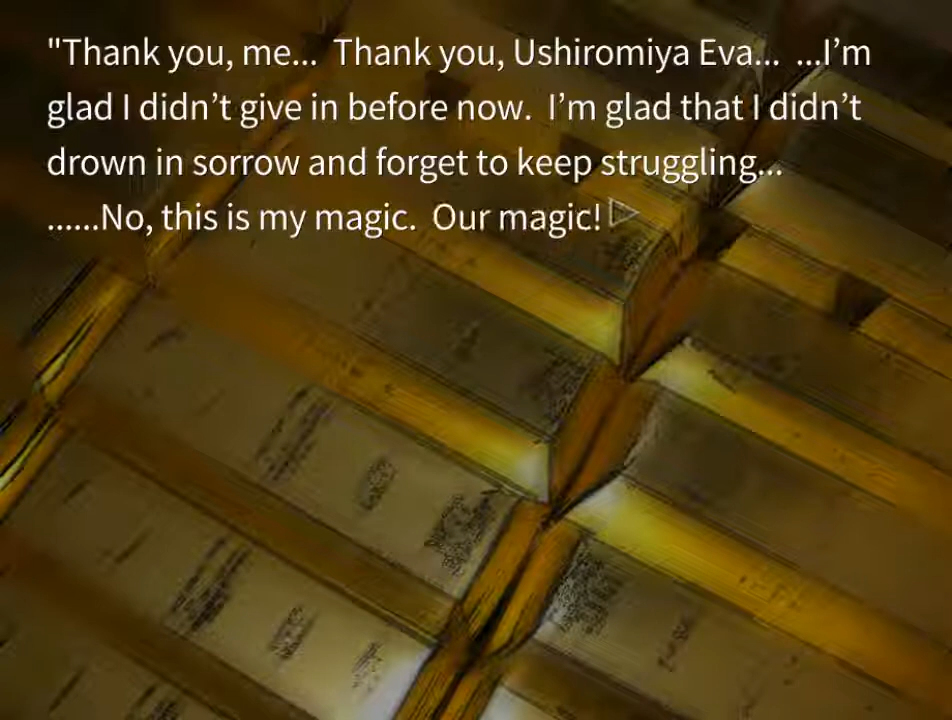 "Thank you, me...  Thank you, Ushiromiya Eva...  ...I’m
glad I didn’t give in before now.  I’m glad that I didn’t
drown in sorrow and forget to keep struggling...
......No, this is my magic.  Our magic!